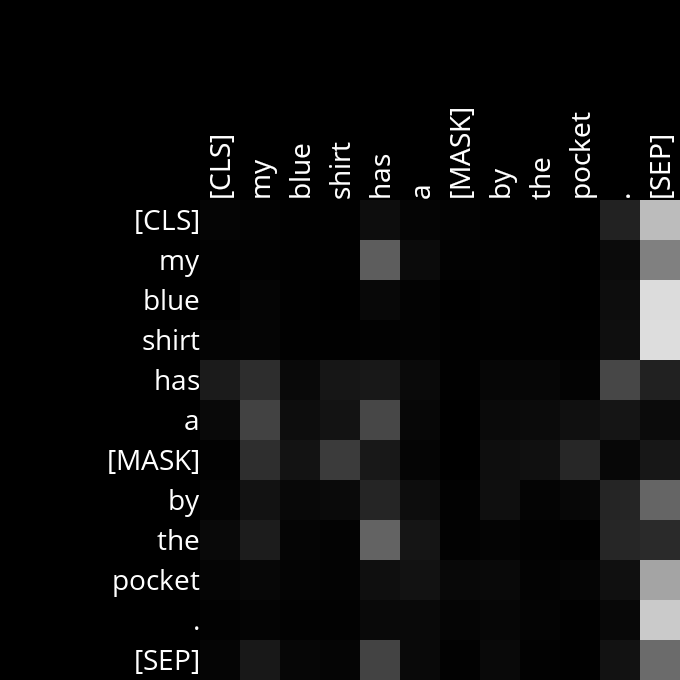 [CLS] my blue shirt has a [MASK] by the pocket . [SEP]
[CLS]
my
blue
shirt
has
a
[MASK]
by
the
pocket
.
[SEP]